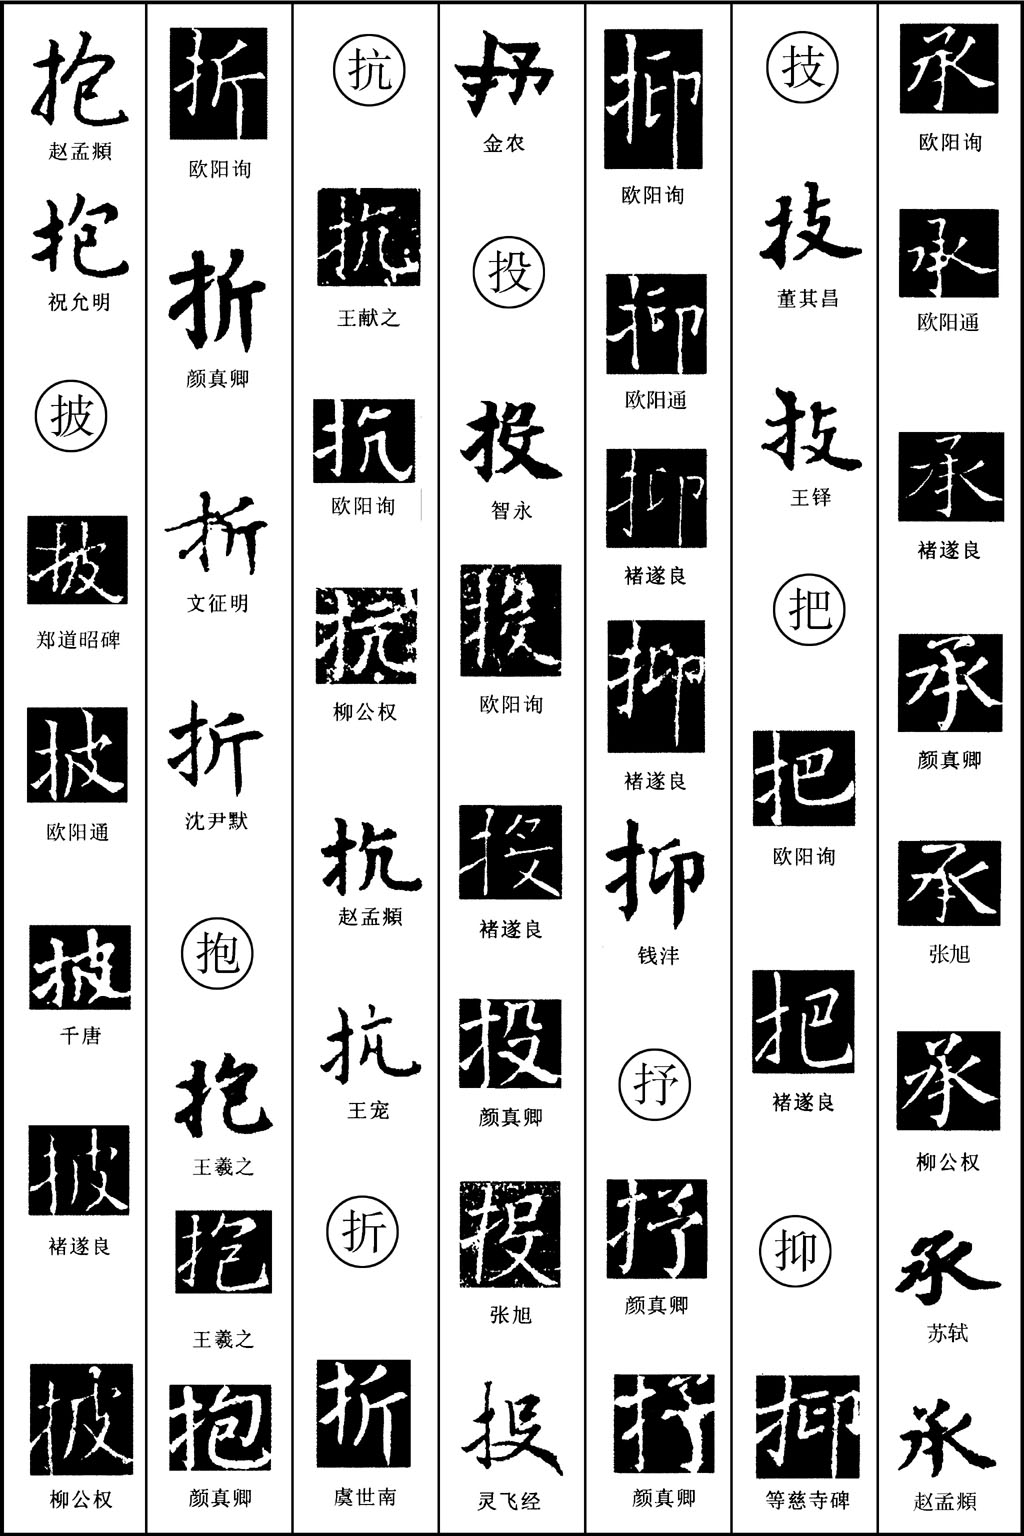 承
欧阳询
承
欧阳通
承
褚遂良
承
颜真卿
承
张旭
承
柳公权
承
苏轼
承
赵孟頫
技
技
董其昌
技
王铎
把
把
欧阳询
把
褚遂良
抑
抑
等慈寺碑
抑
欧阳询
抑
欧阳通
抑
褚遂良
抑
褚遂良
抑
钱沣
抒
抒
颜真卿
抒
颜真卿
抒
金农
投
投
智永
投
欧阳询
投
褚遂良
投
颜真卿
投
张旭
投
灵飞经
抗
抗
王献之
抗
欧阳询
抗
柳公权
抗
赵孟頫
抗
王宠
折
折
虞世南
折
欧阳询
折
颜真卿
折
文征明
折
沈尹默
抱
抱
王羲之
抱
王羲之
抱
颜真卿
抱
赵孟頫
抱
祝允明
披
披
郑道昭碑
披
欧阳通
披
千唐
披
褚遂良
披
柳公权